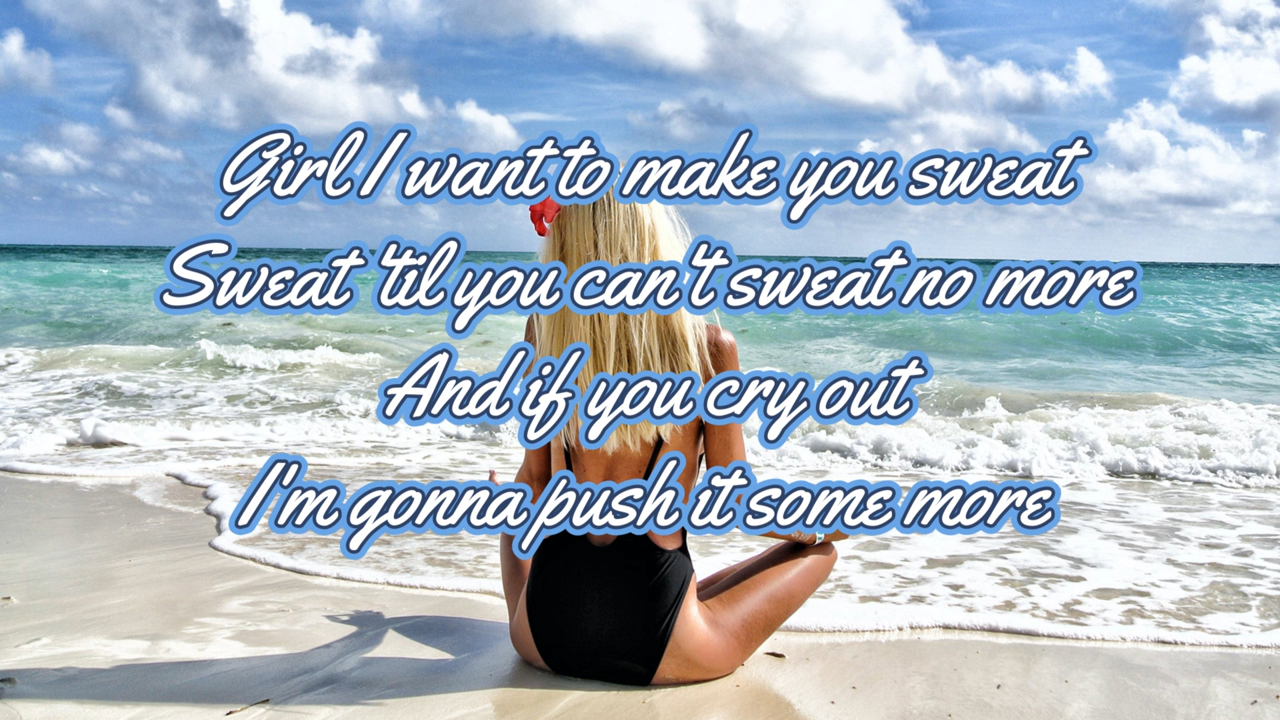 Girl I want to make you sweat
Sweat 'til you can't sweat no more
And if you cry out
I'm gonna push it some more